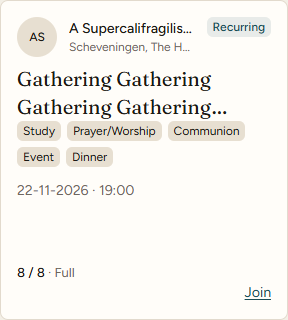 AS
A Supercalifragilis...
Recurring
Scheveningen, The H...
Gathering Gathering
Gathering Gathering...
Study Prayer/Worship Communion
Event Dinner
22-11-2026 · 19:00
8 / 8 · Full
Join